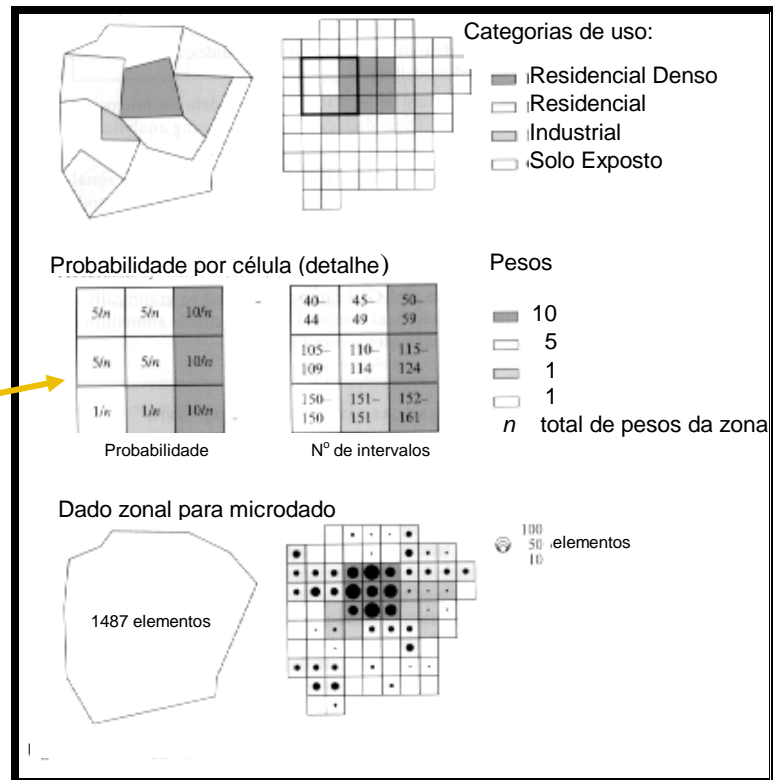 Categorias de uso:
Residencial Denso
Residencial
Industrial
Solo Exposto
Probabilidade por célula (detalhe)
5/n 5/n 10/n
5/n 5/n 10/n
1/n 1/n 10/n
Probabilidade
40– 45– 50–
44 49 59
105– 110– 115–
109 114 124
150– 151– 152–
150 151 161
Nº de intervalos
Pesos
10
5
1
1
n total de pesos da zona
Dado zonal para microdado
1487 elementos
100
50 elementos
10